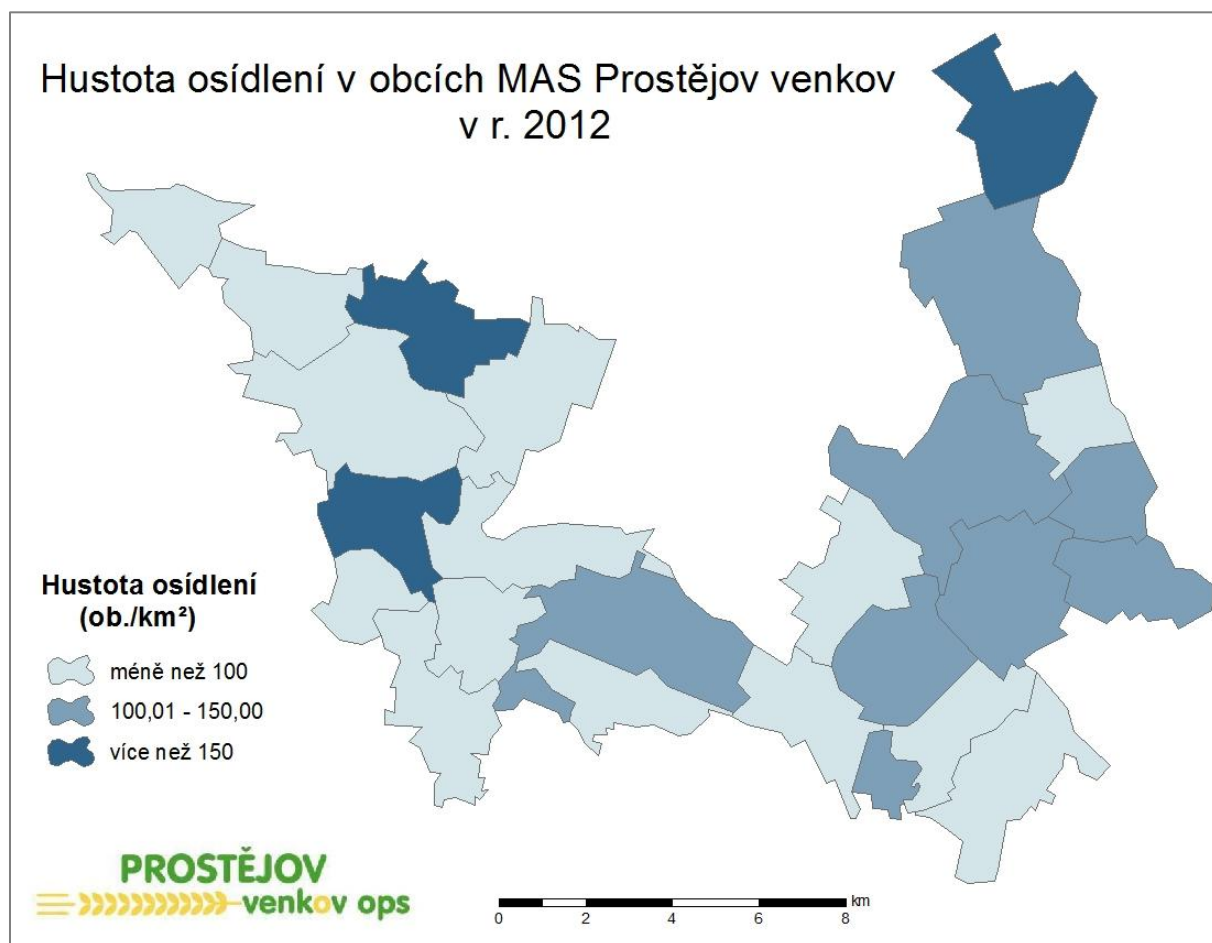 Hustota osídlení v obcích MAS Prostějov venkov
v r. 2012
Hustota osídlení
(ob./km²)
méně než 100
100,01 - 150,00
více než 150
PROSTĚJOV
venkov ops
km
0 2 4 6 8